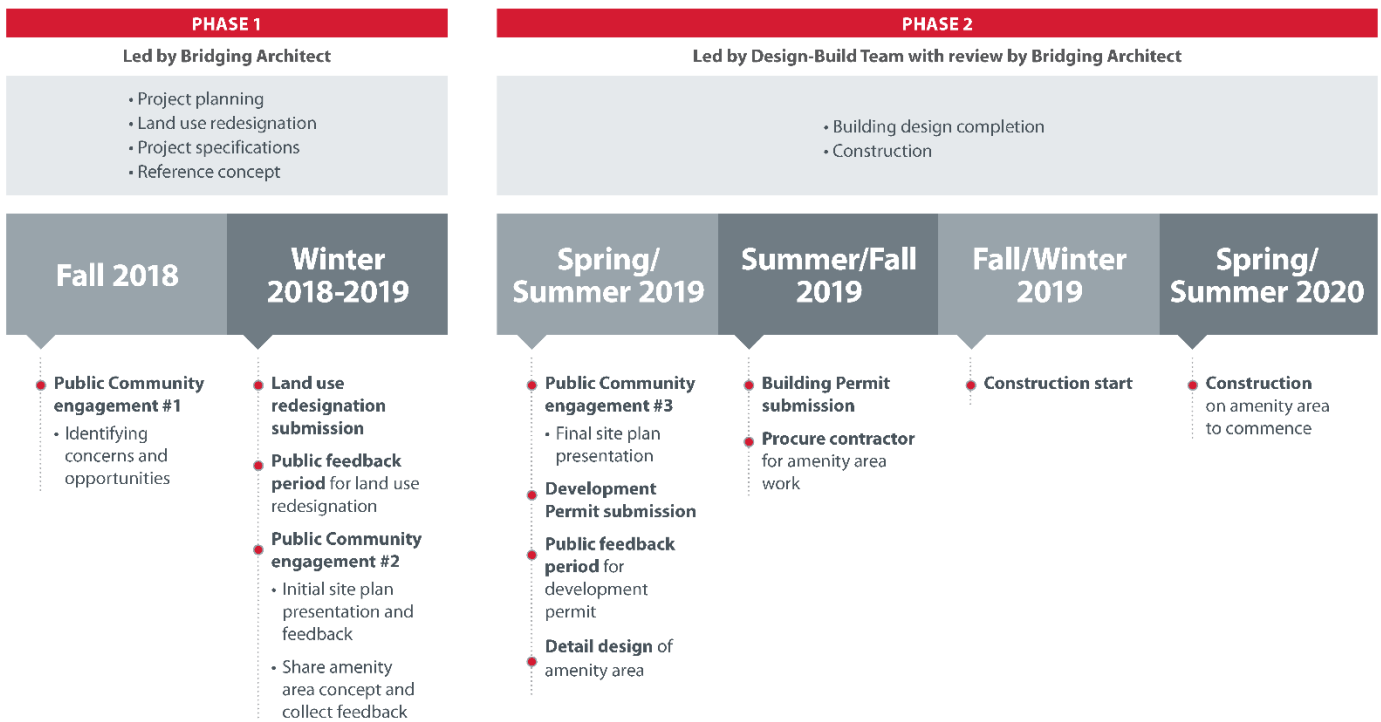 PHASE 1
Led by Bridging Architect
• Project planning
• Land use redesignation
• Project specifications
• Reference concept
PHASE 2
Led by Design-Build Team with review by Bridging Architect
• Building design completion
• Construction
Fall 2018
Public Community
engagement #1
• Identifying
concerns and
opportunities
Winter
2018-2019
Land use
redesignation
submission
Public feedback
period for land use
redesignation
Public Community
engagement #2
• Initial site plan
presentation and
feedback
• Share amenity
area concept and
collect feedback
Spring/
Summer 2019
Public Community
engagement #3
• Final site plan
presentation
Development
Permit submission
Public feedback
period for
development
permit
Detail design of
amenity area
Summer/Fall
2019
Building Permit
submission
Procure contractor
for amenity area
work
Fall/Winter
2019
Construction start
Spring/
Summer 2020
Construction
on amenity area
to commence